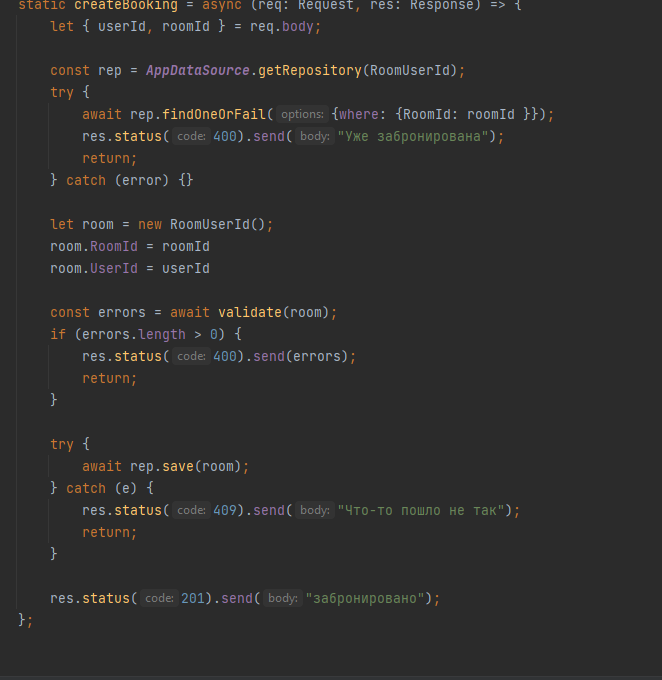 static createBooking = async (req: Request, res: Response) => {
let { userId, roomId } = req.body;
const rep = AppDataSource.getRepository(RoomUserId);
try {
await rep.findOneOrFail( options: {where: {RoomId: roomId }});
res.status( code: 400).send( body: "Уже забронирована");
return;
} catch (error) {}
let room = new RoomUserId();
room.RoomId = roomId
room.UserId = userId
const errors = await validate(room);
if (errors.length > 0) {
res.status( code: 400).send(errors);
return;
}
try {
await rep.save(room);
} catch (e) {
res.status( code: 409).send( body: "Что-то пошло не так");
return;
}
res.status( code: 201).send( body: "забронировано");
};